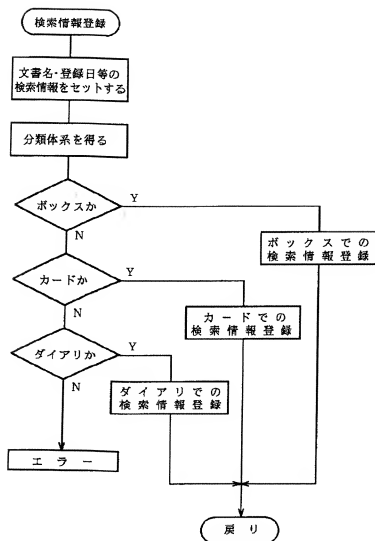 検索情報登録
文書名・登録日等の
検索情報をセットする
分類体系を得る
ボックスか
Y
N
ボックスでの
検索情報登録
カードか
Y
N
カードでの
検索情報登録
ダイアリか
Y
N
ダイアリでの
検索情報登録
エラー
戻り